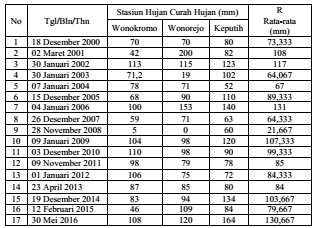 No Tgl/Bln/Thn Stasiun Hujan Curah Hujan (mm) R Rata-rata (mm)
Wonokromo Wonorejo Keputih
1 18 Desember 2000 70 70 80 73,333
2 02 Maret 2001 42 200 82 108
3 30 Januari 2002 113 115 123 117
4 30 Januari 2003 71,2 19 102 64,067
5 07 Januari 2004 78 71 52 67
6 15 Desember 2005 68 90 110 89,333
7 04 Januari 2006 100 153 140 131
8 26 Desember 2007 59 71 63 64,333
9 28 November 2008 5 0 60 21,667
10 09 Januari 2009 104 98 120 107,333
11 03 Desember 2010 110 98 90 99,333
12 09 November 2011 98 79 78 85
13 01 Januari 2012 106 75 72 84,333
14 23 April 2013 87 85 80 84
15 19 Desember 2014 83 94 134 103,667
16 12 Februari 2015 46 109 84 79,667
17 30 Mei 2016 108 120 164 130,667